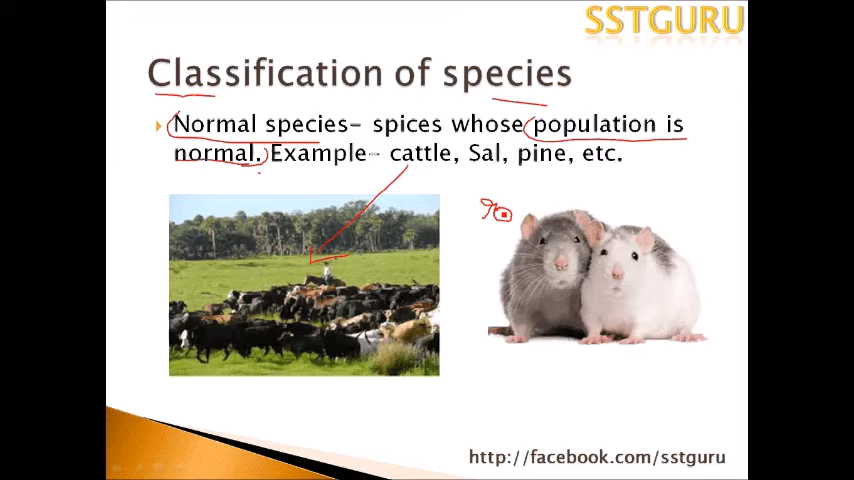 SSTGURU
Classification of species
Normal species- spices whose population is
normal. Example- cattle, Sal, pine, etc.
http://facebook.com/sstguru